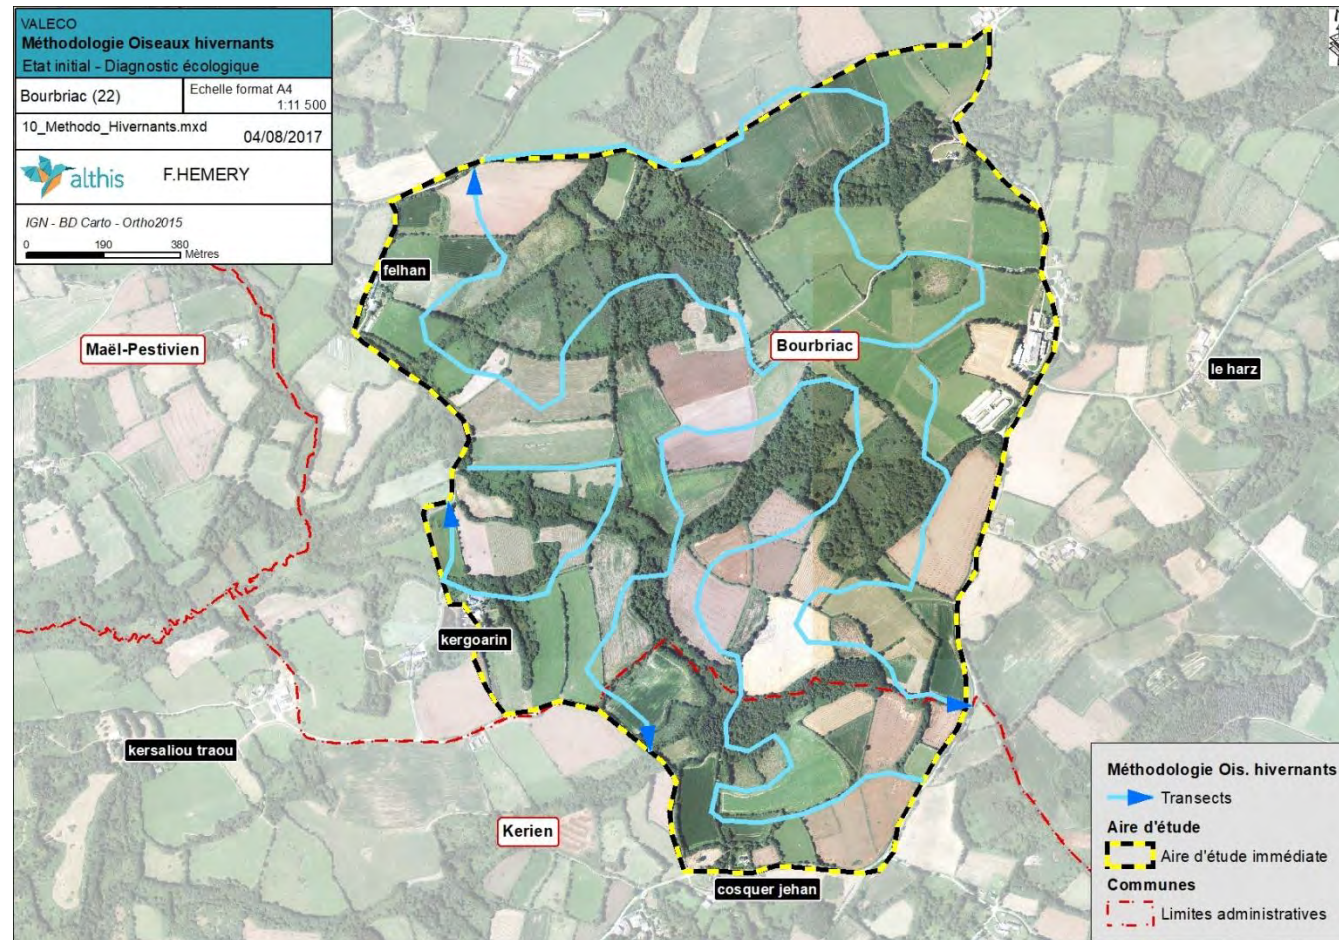 VALECO
Méthodologie Oiseaux hivernants
Etat initial - Diagnostic écologique
Bourbriac (22)
Echelle format A4
1:11 500
10_Methodo_Hivernants.mxd
04/08/2017
althis
F.HEMERY
IGN - BD Carto - Ortho2015
0 190 380
Mètres
felhan
Maël-Pestivien
Bourbriac
le harz
kergoarin
kersaliou traou
Kerien
cosquer jehan
Méthodologie Ois. hivernants
Transects
Aire d'étude
Aire d'étude immédiate
Communes
Limites administratives